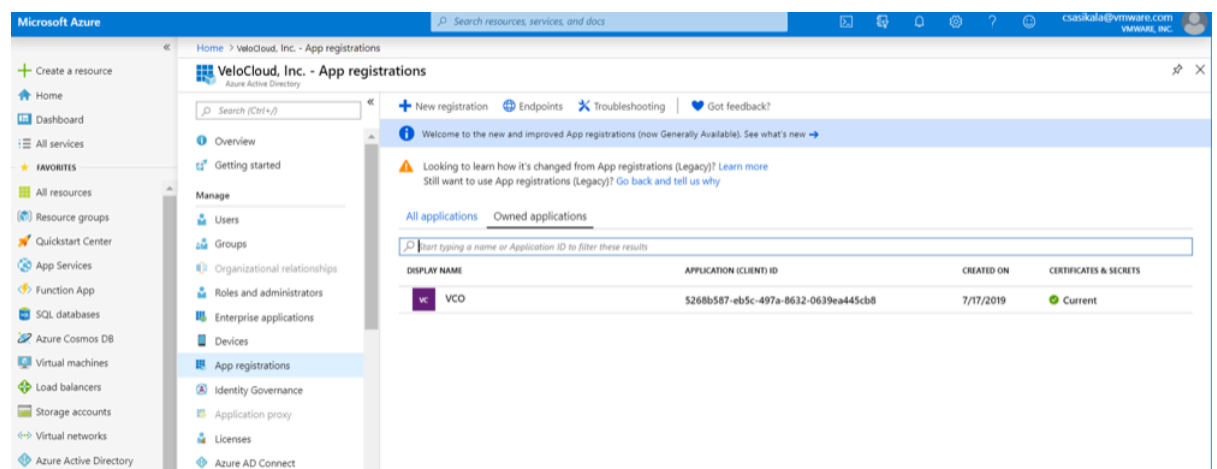 Microsoft Azure
Search resources, services, and docs
csasikala@vmware.com
VMWARE, INC.
Home > VeloCloud, Inc. - App registrations
VeloCloud, Inc. - App registrations
Azure Active Directory
Create a resource
Home
Dashboard
All services
FAVORITES
All resources
Resource groups
Quickstart Center
App Services
Function App
SQL databases
Azure Cosmos DB
Virtual machines
Load balancers
Storage accounts
Virtual networks
Azure Active Directory
Search (Ctrl+/)
Overview
Getting started
Manage
Users
Groups
Organizational relationships
Roles and administrators
Enterprise applications
Devices
App registrations
Identity Governance
Application proxy
Licenses
Azure AD Connect
New registration Endpoints Troubleshooting Got feedback?
Welcome to the new and improved App registrations (now Generally Available). See what's new →
Looking to learn how it's changed from App registrations (Legacy)? Learn more
Still want to use App registrations (Legacy)? Go back and tell us why
All applications Owned applications
Start typing a name or Application ID to filter these results
DISPLAY NAME APPLICATION (CLIENT) ID CREATED ON CERTIFICATES & SECRETS
VC VCO 5268b587-eb5c-497a-8632-0639ea445cb8 7/17/2019 Current